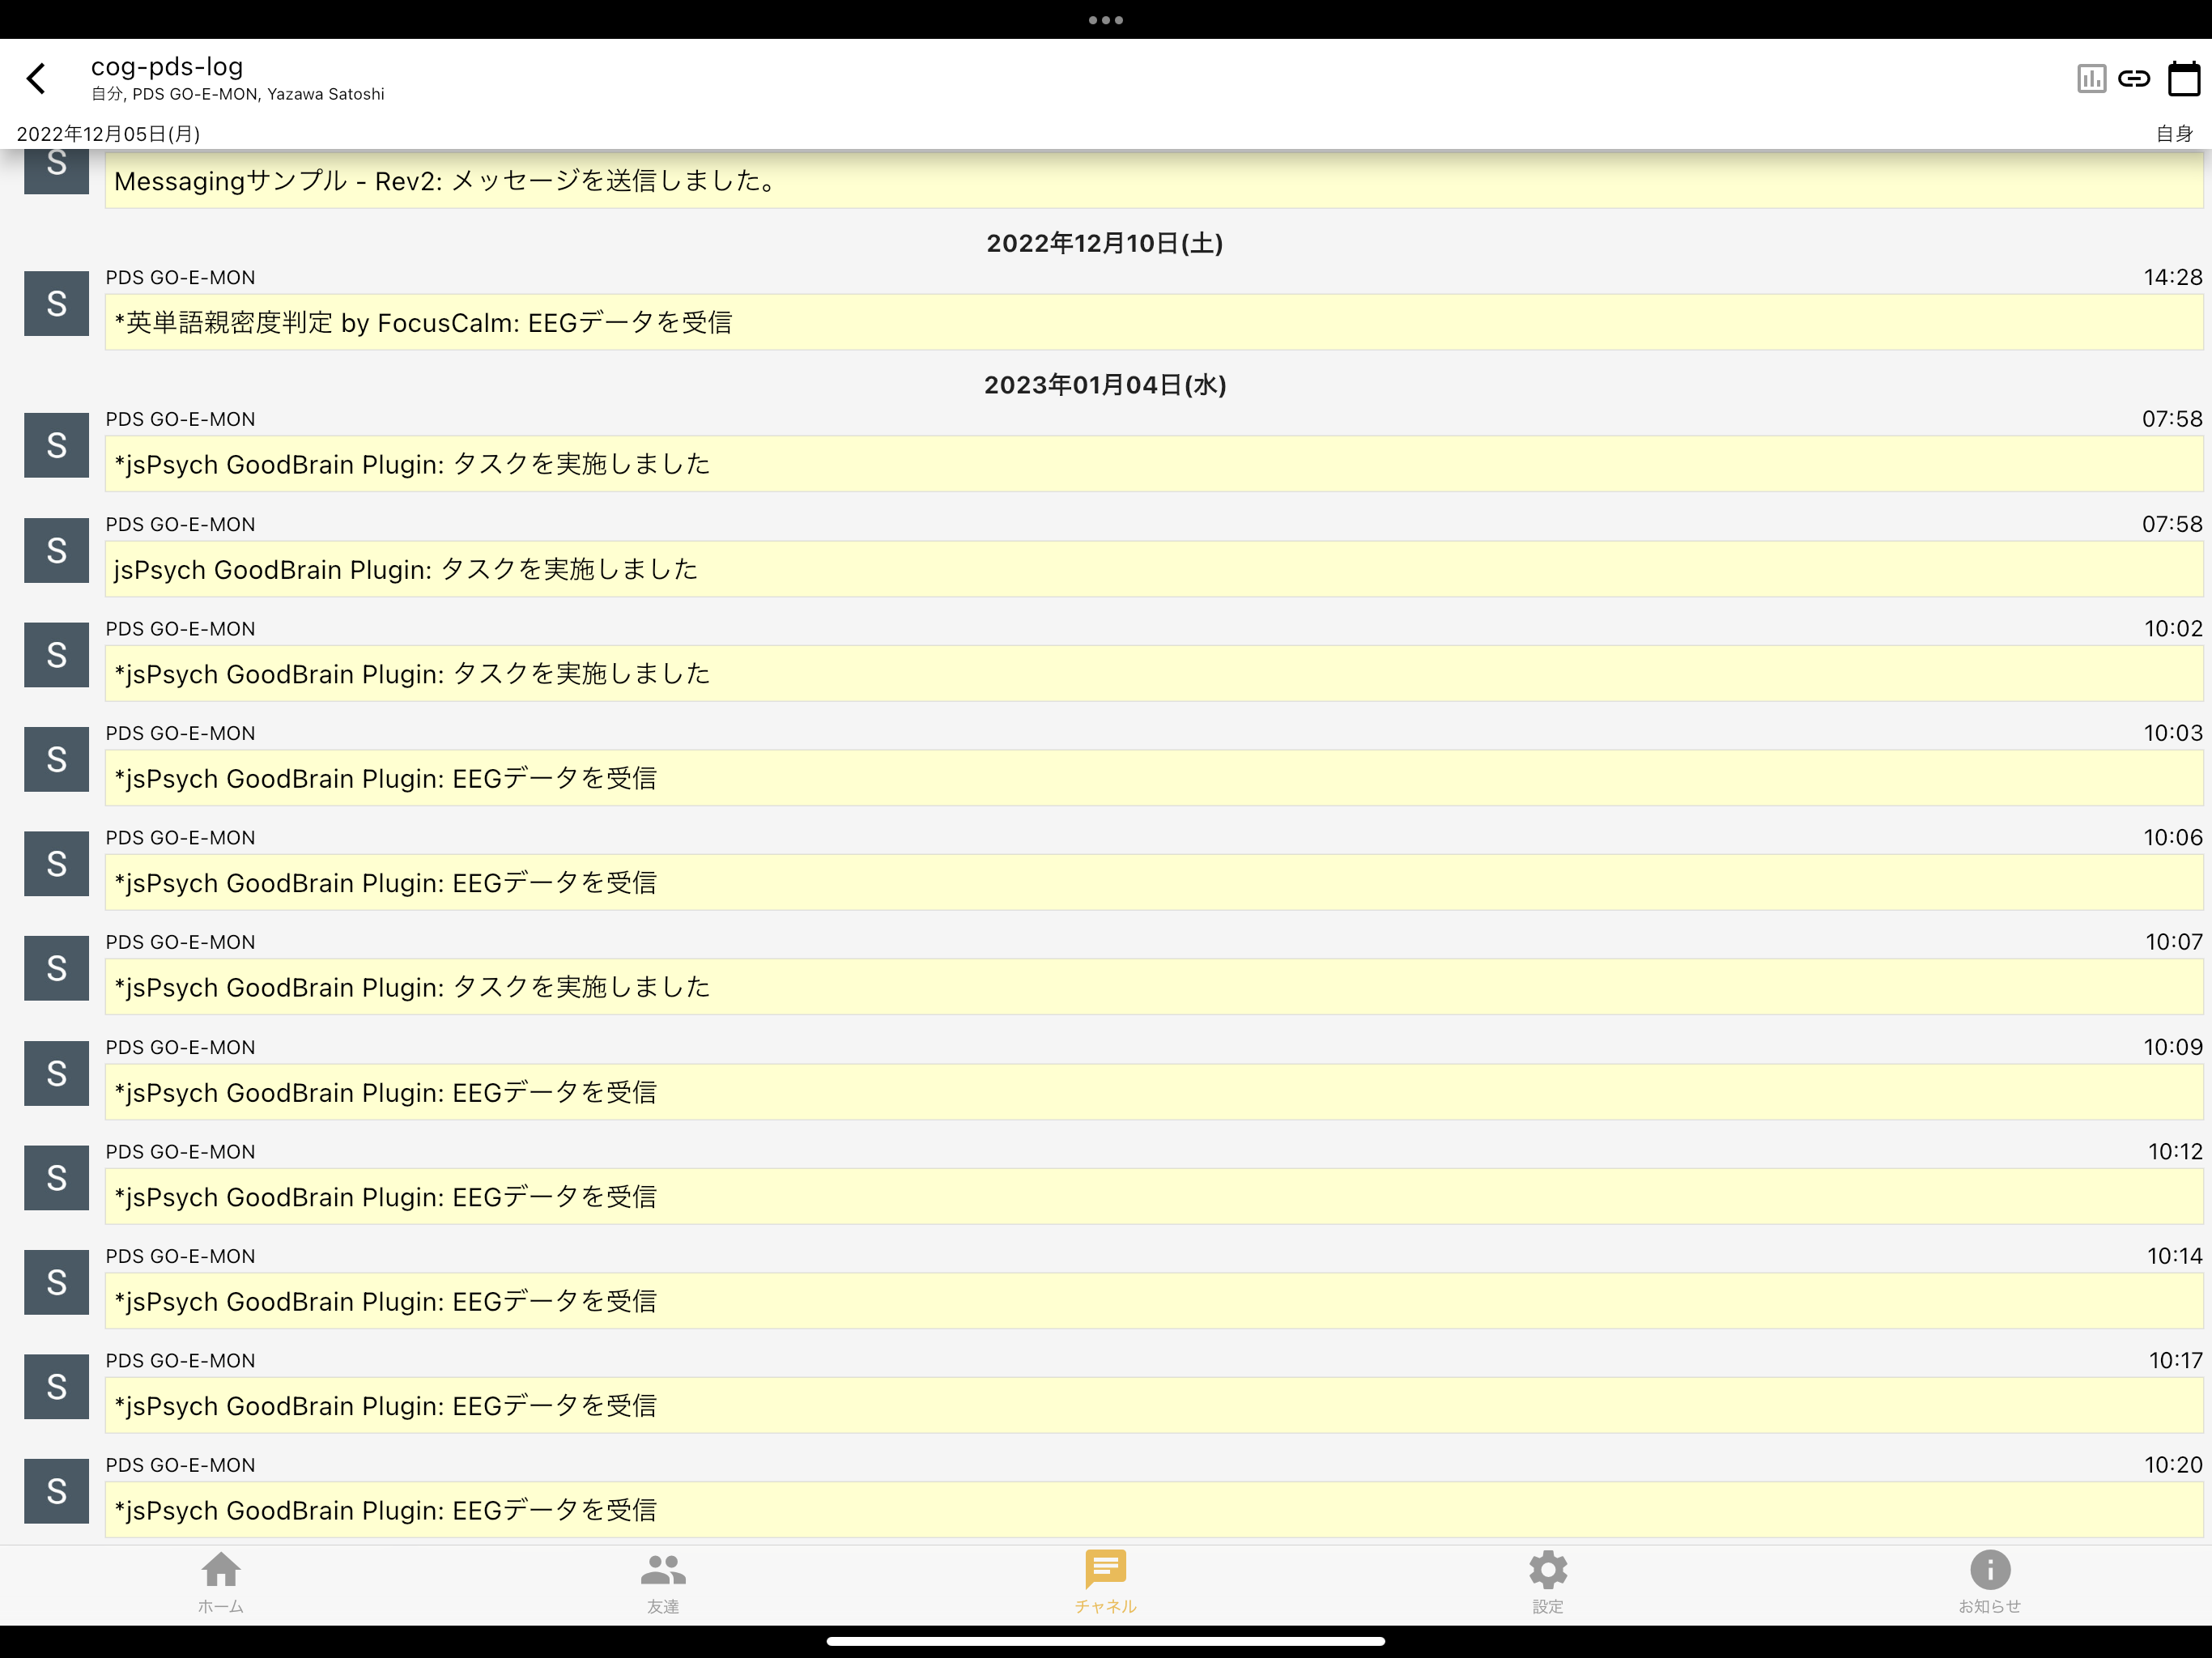 cog-pds-log
自分, PDS GO-E-MON, Yazawa Satoshi
2022年12月05日(月) 自身
S
Messagingサンプル - Rev2: メッセージを送信しました。
2022年12月10日(土)
PDS GO-E-MON 14:28
S
*英単語親密度判定 by FocusCalm: EEGデータを受信
2023年01月04日(水)
PDS GO-E-MON 07:58
S
*jsPsych GoodBrain Plugin: タスクを実施しました
PDS GO-E-MON 07:58
S
jsPsych GoodBrain Plugin: タスクを実施しました
PDS GO-E-MON 10:02
S
*jsPsych GoodBrain Plugin: タスクを実施しました
PDS GO-E-MON 10:03
S
*jsPsych GoodBrain Plugin: EEGデータを受信
PDS GO-E-MON 10:06
S
*jsPsych GoodBrain Plugin: EEGデータを受信
PDS GO-E-MON 10:07
S
*jsPsych GoodBrain Plugin: タスクを実施しました
PDS GO-E-MON 10:09
S
*jsPsych GoodBrain Plugin: EEGデータを受信
PDS GO-E-MON 10:12
S
*jsPsych GoodBrain Plugin: EEGデータを受信
PDS GO-E-MON 10:14
S
*jsPsych GoodBrain Plugin: EEGデータを受信
PDS GO-E-MON 10:17
S
*jsPsych GoodBrain Plugin: EEGデータを受信
PDS GO-E-MON 10:20
S
*jsPsych GoodBrain Plugin: EEGデータを受信
ホーム 友達 チャネル 設定 お知らせ